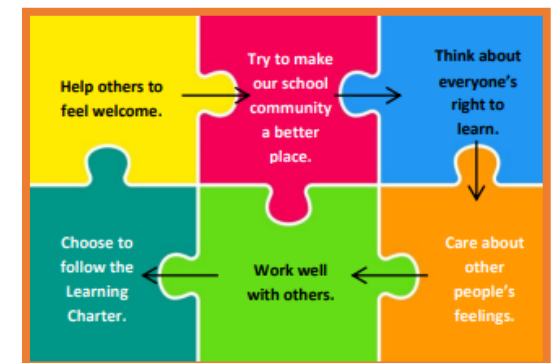 Help others to
feel welcome.
Try to make
our school
community
a better
place.
Think about
everyone's
right to
learn.
Care about
other
people's
feelings.
Work well
with others.
Choose to
follow the
Learning
Charter.